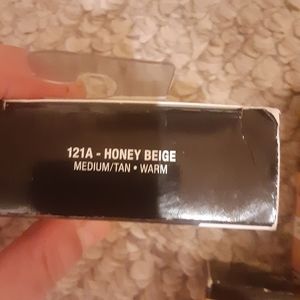 121A - HONEY BEIGE
MEDIUM/TAN • WARM